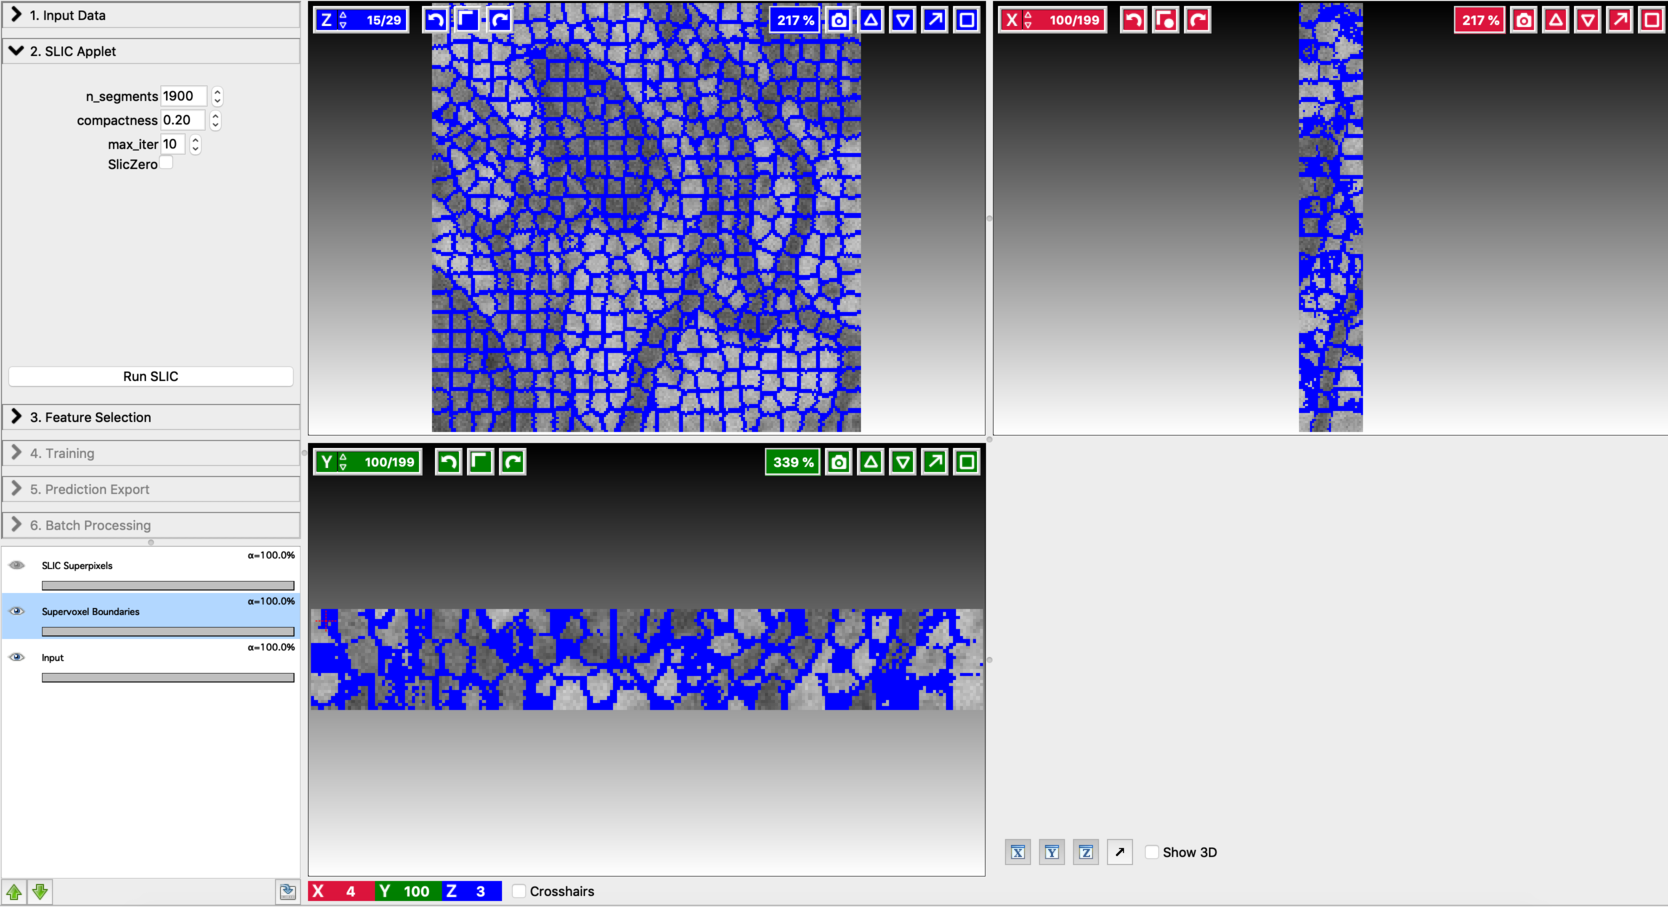 1. Input Data
2. SLIC Applet
n_segments 1900
compactness 0.20
max_iter 10
SlicZero
Run SLIC
3. Feature Selection
4. Training
5. Prediction Export
6. Batch Processing
α=100.0%
SLIC Superpixels
α=100.0%
Supervoxel Boundaries
α=100.0%
Input
Z 15/29 217 %
X 100/199 217 %
Y 100/199 339 %
X Y Z Show 3D
X 4 Y 100 Z 3 Crosshairs